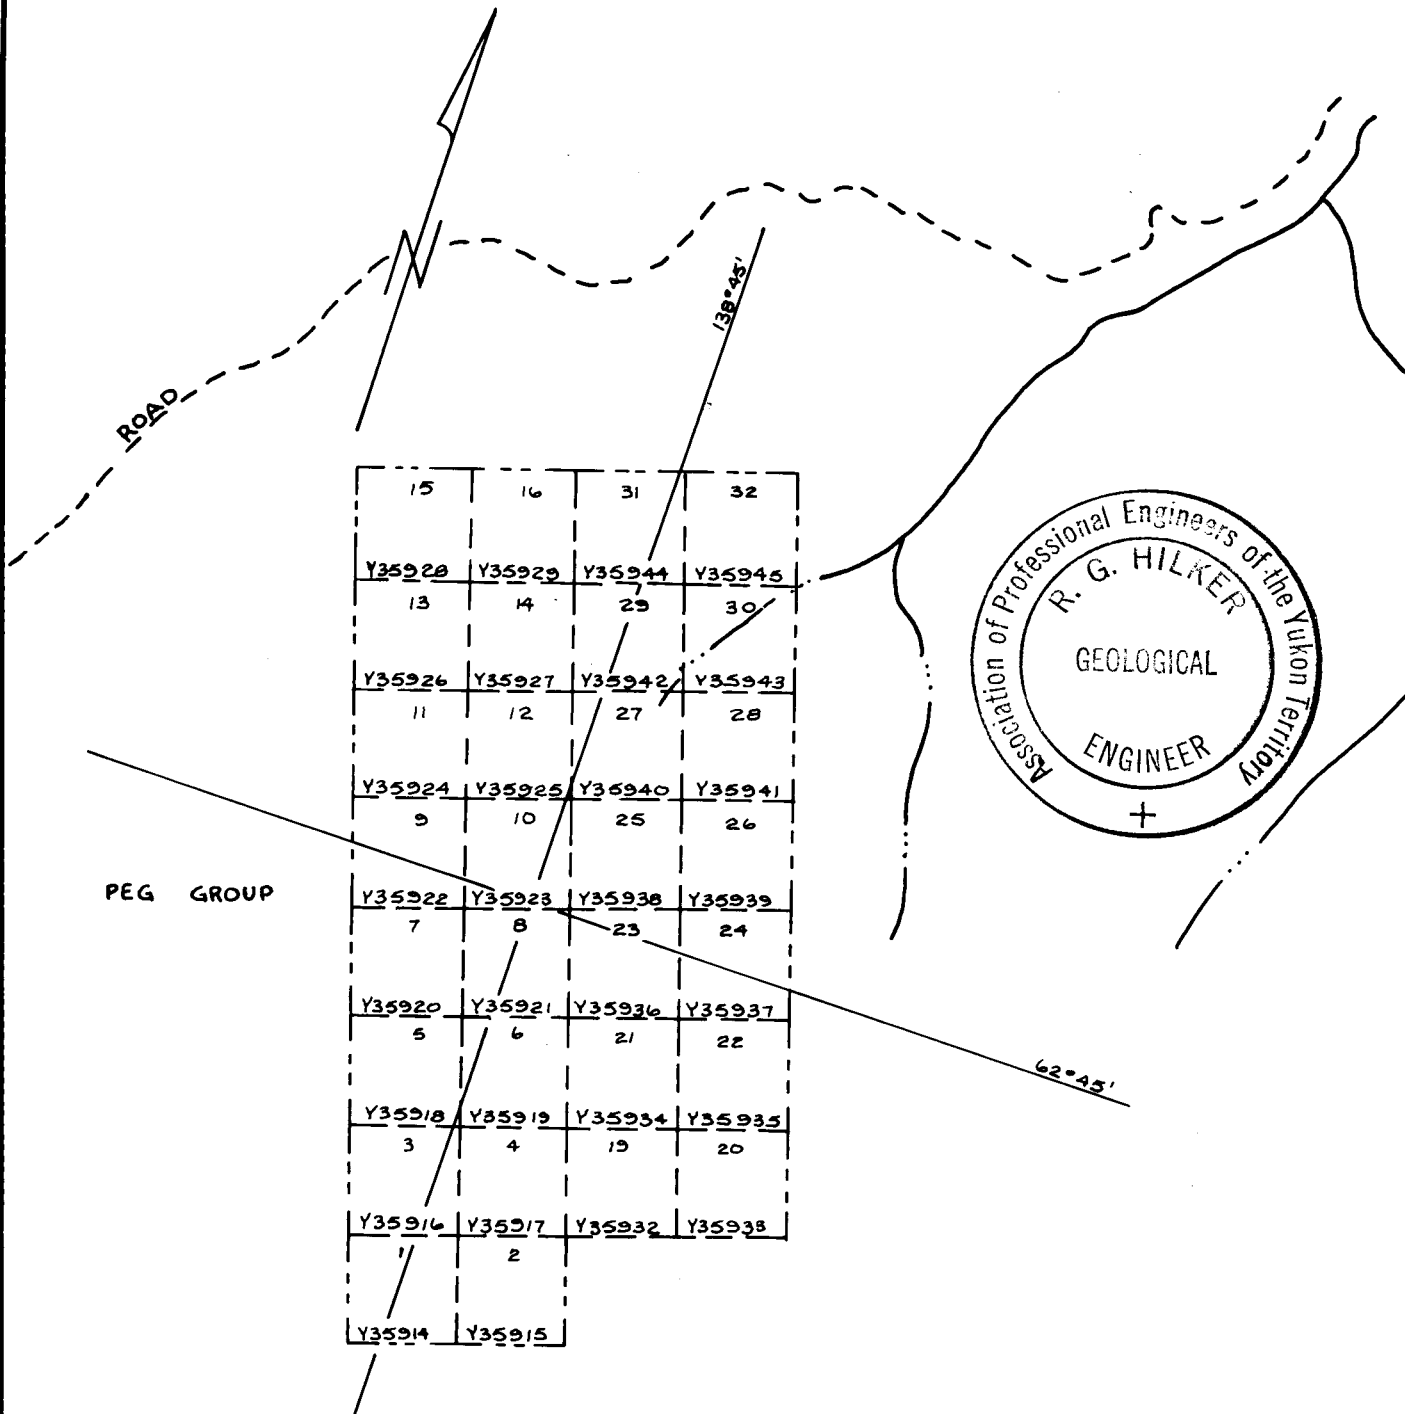 N
138°45'
ROAD
15 16 31 32
Y35928 Y35929 Y35944 Y35945
13 14 29 30
Y35926 Y35927 Y35942 Y35943
11 12 27 28
Y35924 Y35925 Y35940 Y35941
9 10 25 26
PEG GROUP
Y35922 Y35923 Y35938 Y35939
7 8 23 24
Y35920 Y35921 Y35936 Y35937
5 6 21 22
62°45'
Y35918 Y35919 Y35934 Y35935
3 4 19 20
Y35916 Y35917 Y35932 Y35933
1 2
Y35914 Y35915
Association of Professional Engineers of the Yukon Territory
R. G. HILKER
GEOLOGICAL
ENGINEER